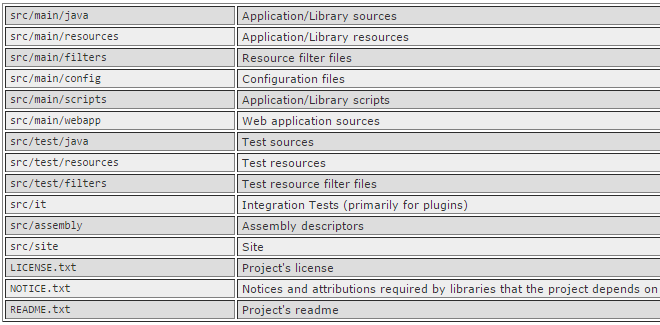 src/main/java Application/Library sources
src/main/resources Application/Library resources
src/main/filters Resource filter files
src/main/config Configuration files
src/main/scripts Application/Library scripts
src/main/webapp Web application sources
src/test/java Test sources
src/test/resources Test resources
src/test/filters Test resource filter files
src/it Integration Tests (primarily for plugins)
src/assembly Assembly descriptors
src/site Site
LICENSE.txt Project's license
NOTICE.txt Notices and attributions required by libraries that the project depends on
README.txt Project's readme